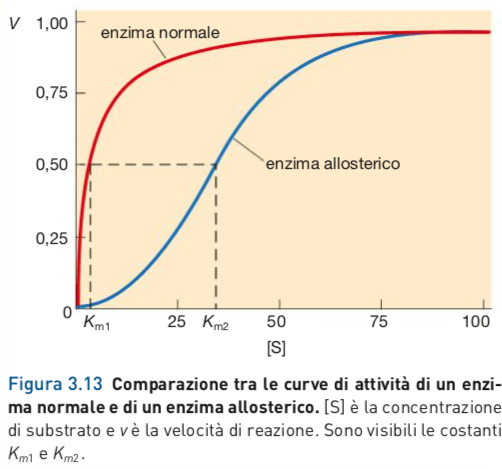 V
1,00
enzima normale
0,75
0,50
enzima allosterico
0,25
0
Km1 25 Km2 50 75 100
[S]
Figura 3.13 Comparazione tra le curve di attività di un enzi-
ma normale e di un enzima allosterico. [S] è la concentrazione
di substrato e v è la velocità di reazione. Sono visibili le costanti
Km1 e Km2.